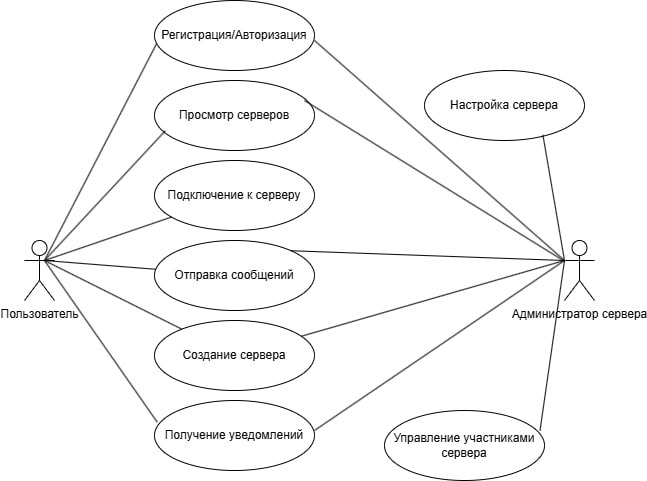 Регистрация/Авторизация
Просмотр серверов
Настройка сервера
Подключение к серверу
Отправка сообщений
Пользователь
Администратор сервера
Создание сервера
Получение уведомлений
Управление участниками
сервера